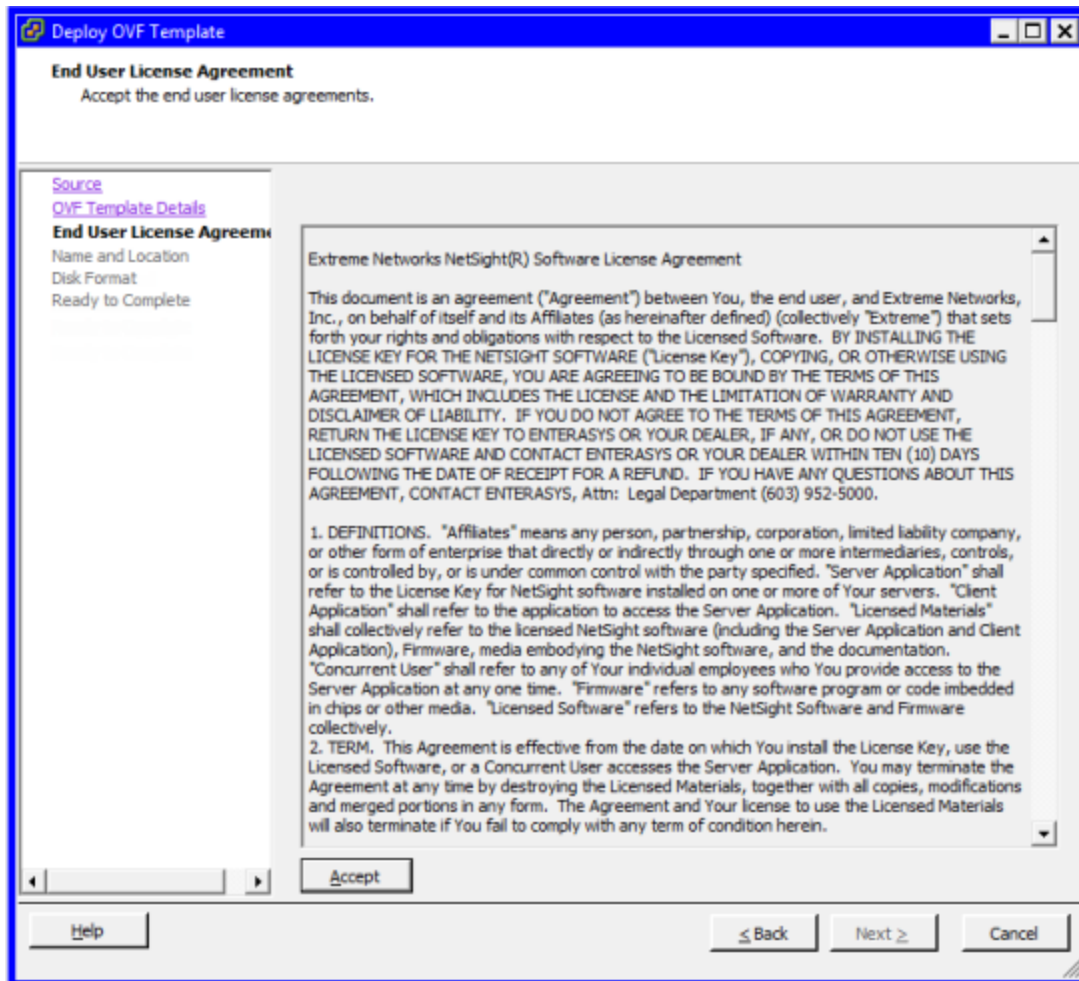 Deploy OVF Template
End User License Agreement
Accept the end user license agreements.
Source
OVF Template Details
End User License Agreeme
Name and Location
Disk Format
Ready to Complete
Extreme Networks NetSight(R) Software License Agreement
This document is an agreement ("Agreement") between You, the end user, and Extreme Networks,
Inc., on behalf of itself and its Affiliates (as hereinafter defined) (collectively "Extreme") that sets
forth your rights and obligations with respect to the Licensed Software.  BY INSTALLING THE
LICENSE KEY FOR THE NETSIGHT SOFTWARE ("License Key"), COPYING, OR OTHERWISE USING
THE LICENSED SOFTWARE, YOU ARE AGREEING TO BE BOUND BY THE TERMS OF THIS
AGREEMENT, WHICH INCLUDES THE LICENSE AND THE LIMITATION OF WARRANTY AND
DISCLAIMER OF LIABILITY.  IF YOU DO NOT AGREE TO THE TERMS OF THIS AGREEMENT,
RETURN THE LICENSE KEY TO ENTERASYS OR YOUR DEALER, IF ANY, OR DO NOT USE THE
LICENSED SOFTWARE AND CONTACT ENTERASYS OR YOUR DEALER WITHIN TEN (10) DAYS
FOLLOWING THE DATE OF RECEIPT FOR A REFUND.  IF YOU HAVE ANY QUESTIONS ABOUT THIS
AGREEMENT, CONTACT ENTERASYS, Attn:  Legal Department (603) 952-5000.
1. DEFINITIONS.  "Affiliates" means any person, partnership, corporation, limited liability company,
or other form of enterprise that directly or indirectly through one or more intermediaries, controls,
or is controlled by, or is under common control with the party specified. "Server Application" shall
refer to the License Key for NetSight software installed on one or more of Your servers.  "Client
Application" shall refer to the application to access the Server Application.  "Licensed Materials"
shall collectively refer to the licensed NetSight software (including the Server Application and Client
Application), Firmware, media embodying the NetSight software, and the documentation.
"Concurrent User" shall refer to any of Your individual employees who You provide access to the
Server Application at any one time.  "Firmware" refers to any software program or code imbedded
in chips or other media.  "Licensed Software" refers to the NetSight Software and Firmware
collectively.
2. TERM.  This Agreement is effective from the date on which You install the License Key, use the
Licensed Software, or a Concurrent User accesses the Server Application.  You may terminate the
Agreement at any time by destroying the Licensed Materials, together with all copies, modifications
and merged portions in any form.  The Agreement and Your license to use the Licensed Materials
will also terminate if You fail to comply with any term of condition herein.
Accept
Help
≤ Back
Next ≥
Cancel